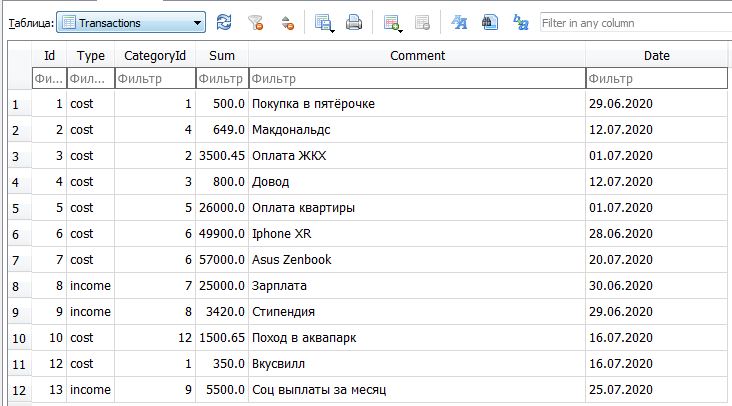 Таблица: Transactions Filter in any column
Id Type CategoryId Sum Comment Date
Фи... Фил... Фильтр Фильтр Фильтр Фильтр
1 1 cost 1 500.0 Покупка в пятёрочке 29.06.2020
2 2 cost 4 649.0 Макдональдс 12.07.2020
3 3 cost 2 3500.45 Оплата ЖКХ 01.07.2020
4 4 cost 3 800.0 Довод 12.07.2020
5 5 cost 5 26000.0 Оплата квартиры 01.07.2020
6 6 cost 6 49900.0 Iphone XR 28.06.2020
7 7 cost 6 57000.0 Asus Zenbook 20.07.2020
8 8 income 7 25000.0 Зарплата 30.06.2020
9 9 income 8 3420.0 Стипендия 29.06.2020
10 10 cost 12 1500.65 Поход в аквапарк 16.07.2020
11 12 cost 1 350.0 Вкусвилл 16.07.2020
12 13 income 9 5500.0 Соц выплаты за месяц 25.07.2020